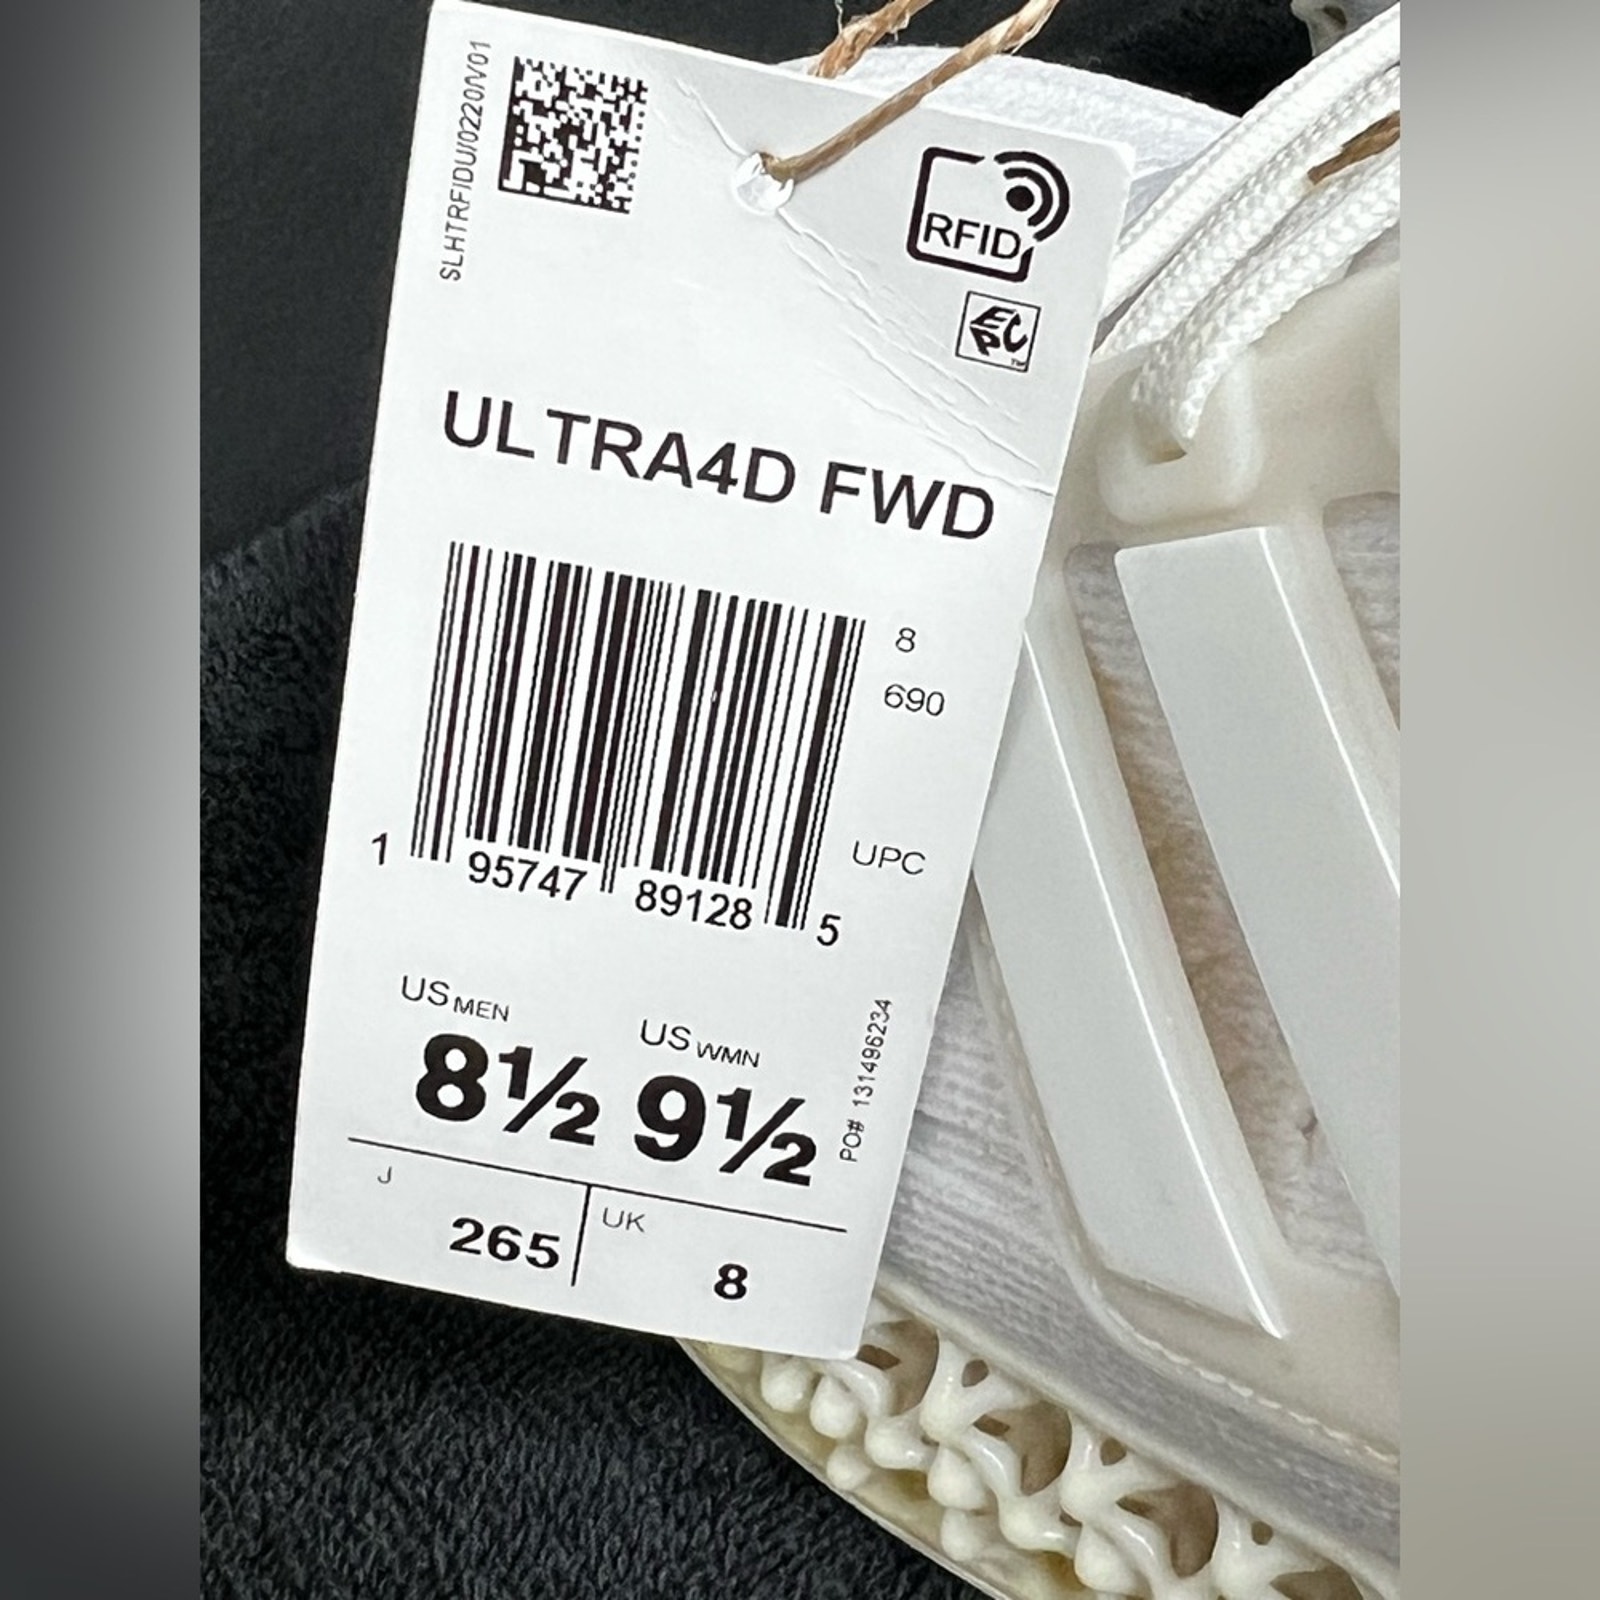 SLHTRFIDU/0220/V01
RFID
EPC
TM
ULTRA4D FWD
8
690
UPC
1 95747 89128 5
US MEN US WMN
8½ 9½
PO# 131496234
J UK
265 8